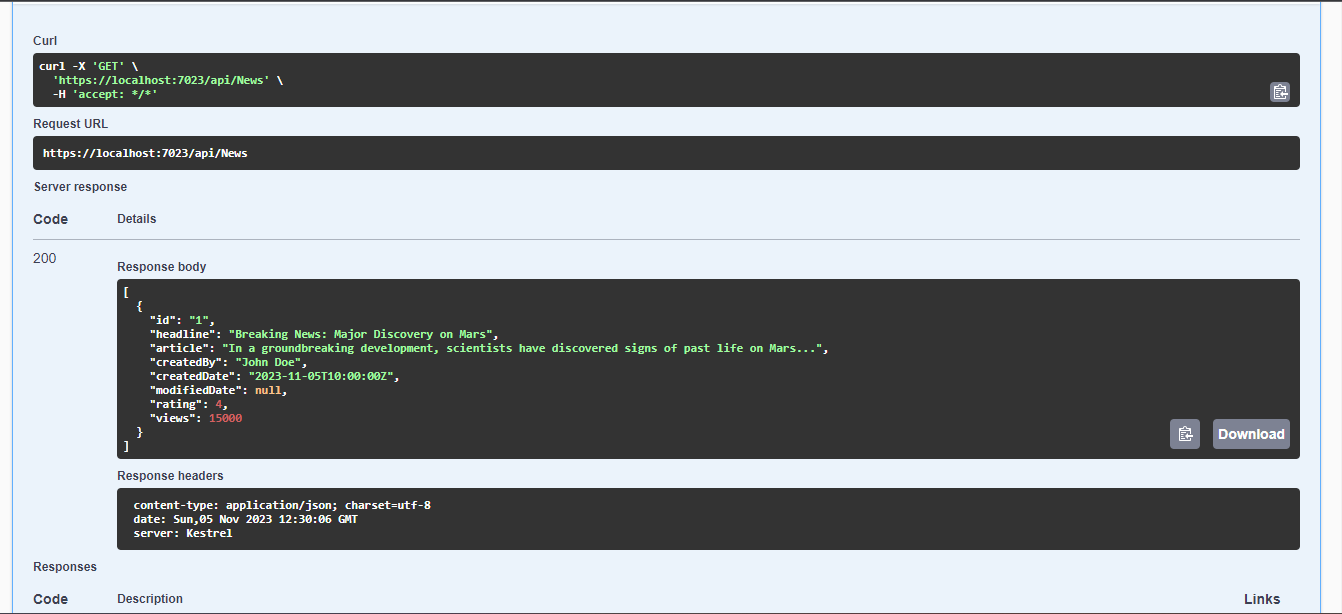 Curl
curl -X 'GET' \
'https://localhost:7023/api/News' \
-H 'accept: */*'
Request URL
https://localhost:7023/api/News
Server response
Code Details
200
Response body
[
{
"id": "1",
"headline": "Breaking News: Major Discovery on Mars",
"article": "In a groundbreaking development, scientists have discovered signs of past life on Mars...",
"createdBy": "John Doe",
"createdDate": "2023-11-05T10:00:00Z",
"modifiedDate": null,
"rating": 4,
"views": 15000
}
]
Download
Response headers
content-type: application/json; charset=utf-8
date: Sun,05 Nov 2023 12:30:06 GMT
server: Kestrel
Responses
Code Description Links